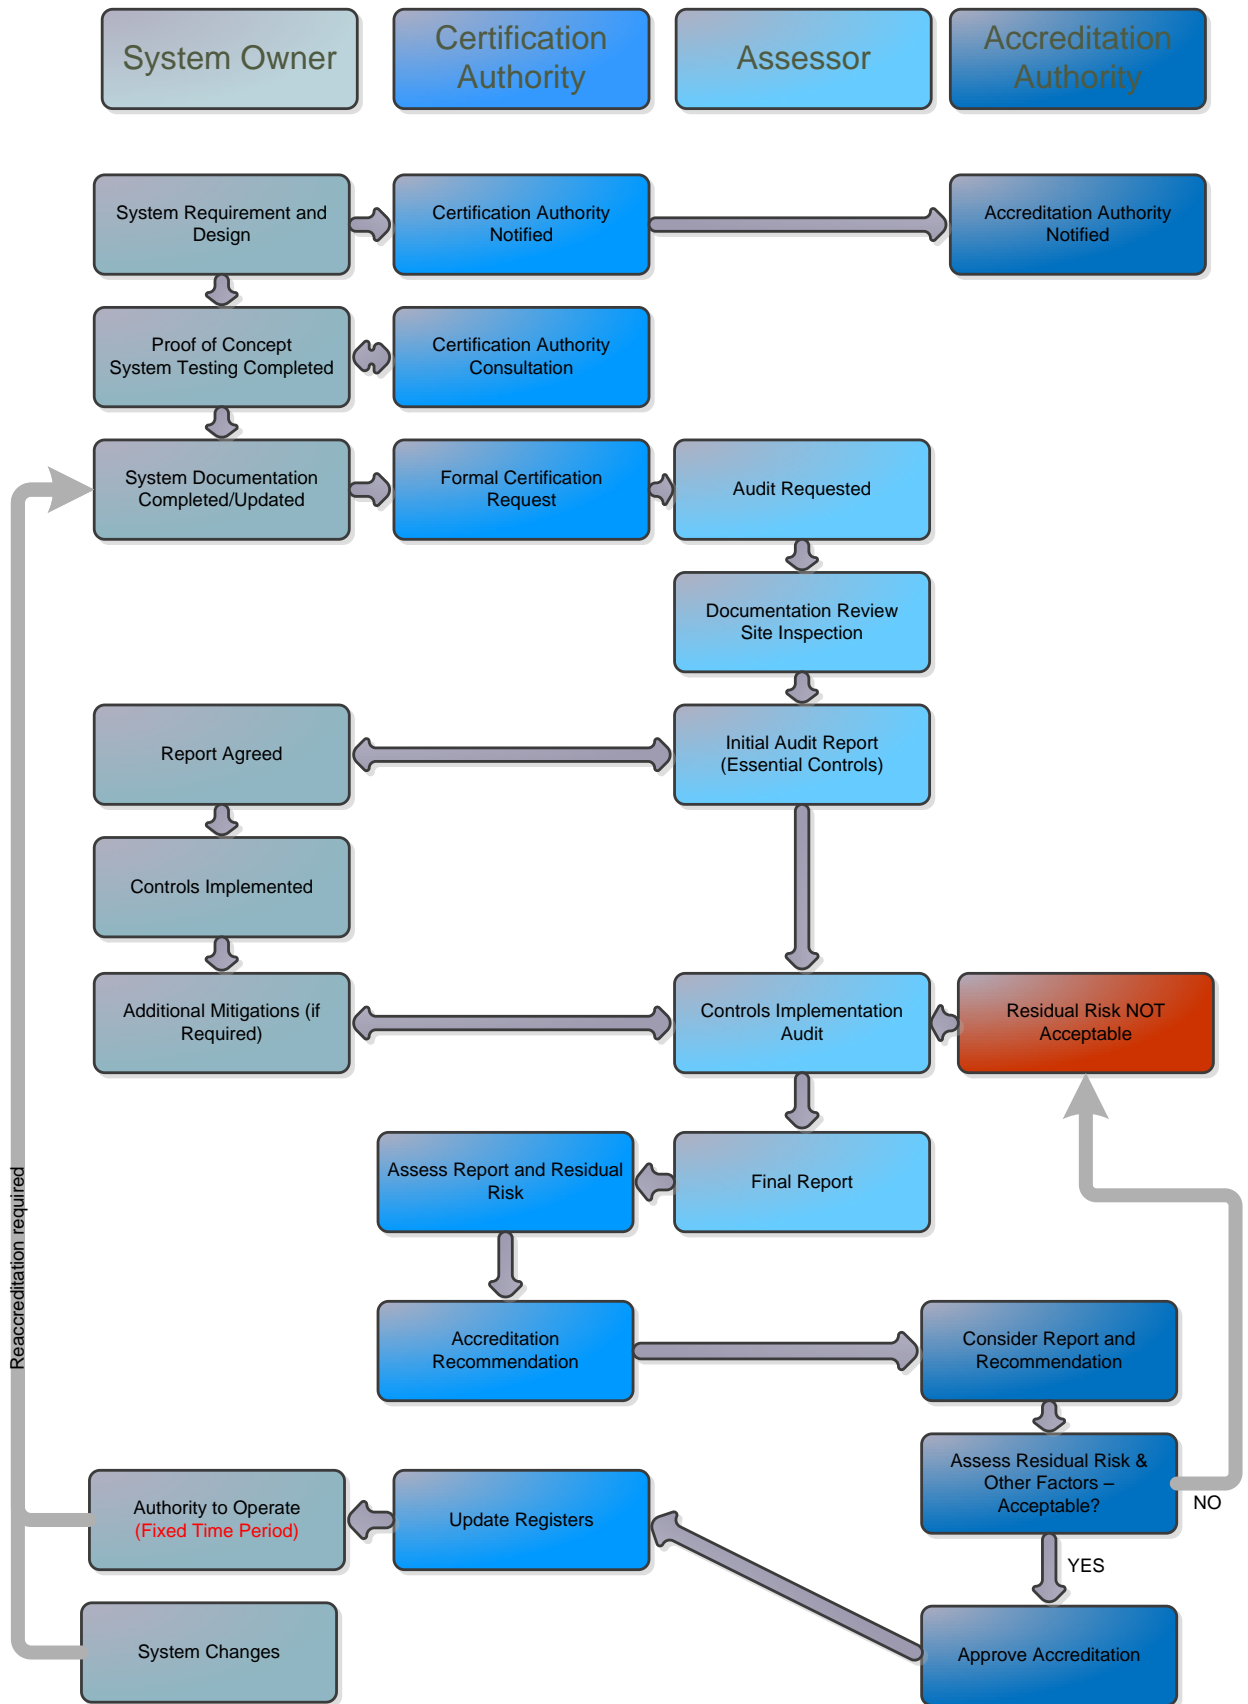 System Owner
Certification
Authority
Assessor
Accreditation
Authority
System Requirement and
Design
Certification Authority
Notified
Accreditation Authority
Notified
Proof of Concept
System Testing Completed
Certification Authority
Consultation
System Documentation
Completed/Updated
Formal Certification
Request
Audit Requested
Documentation Review
Site Inspection
Report Agreed
Initial Audit Report
(Essential Controls)
Controls Implemented
Additional Mitigations (if
Required)
Controls Implementation
Audit
Residual Risk NOT
Acceptable
Assess Report and Residual
Risk
Final Report
Reaccreditation required
Accreditation
Recommendation
Consider Report and
Recommendation
Assess Residual Risk &
Other Factors –
Acceptable?
NO
Authority to Operate
(Fixed Time Period)
Update Registers
YES
System Changes
Approve Accreditation